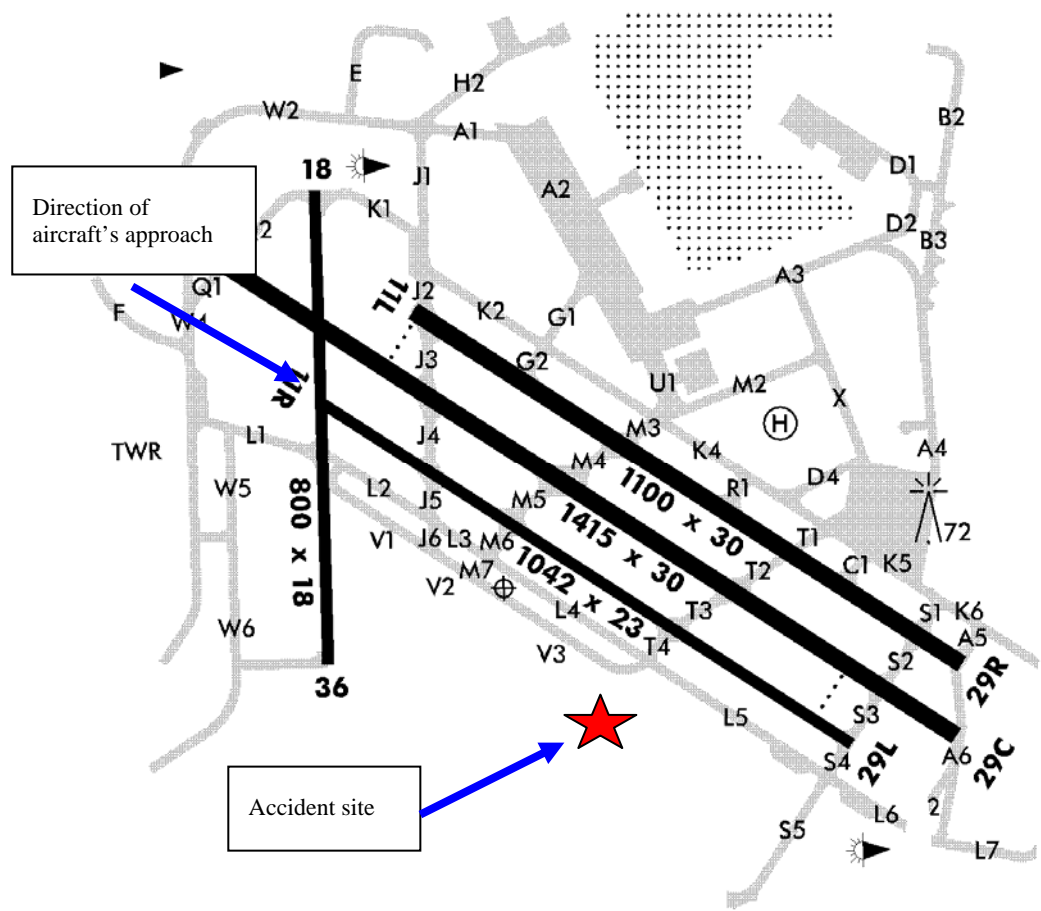 E
H2
W2
A1
B2
18
J1
A2
D1
Direction of
aircraft's approach
K1
D2
B3
2
A3
Q1
J2
11L
K2
G1
F
W4
J3
G2
U1
M2
11R
X
H
L1
J4
M3
K4
A4
TWR
M4
D4
W5
L2
J5
M5
R1
800 x 18
1100 x 30
1415 x 30
1042 x 23
V1
J6
L3
M6
T1
72
V2
M7
T2
C1
K5
L4
T3
S1
K6
W6
V3
T4
S2
A5
36
29R
L5
S3
S4
29L
A6
29C
Accident site
L6
2
S5
L7